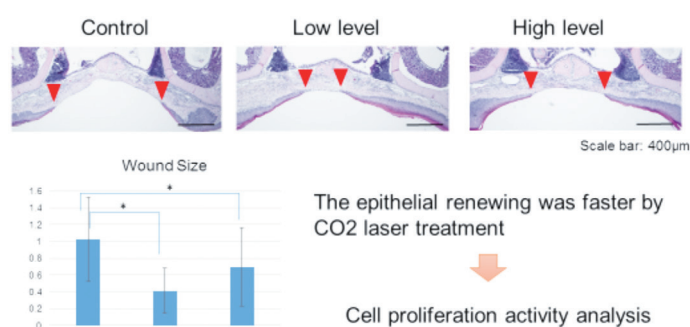 Control
Low level
High level
Scale bar: 400μm
Wound Size
1.6
1.4
1.2
1
0.8
0.6
0.4
0.2
0
*
*
The epithelial renewing was faster by
CO2 laser treatment
Cell proliferation activity analysis